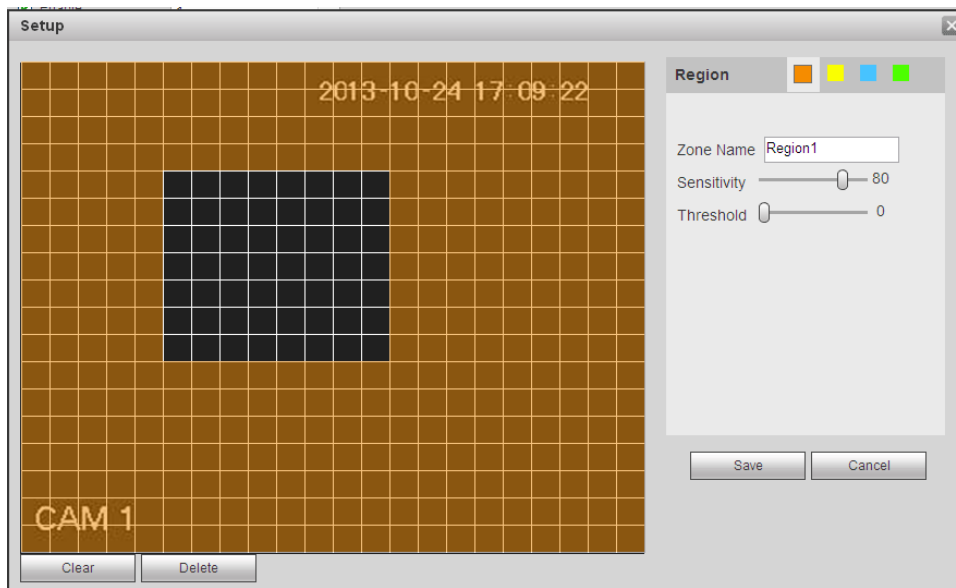 Setup
2013-10-24 17:09:22
CAM 1
Clear
Delete
Region
Zone Name
Region1
Sensitivity
80
Threshold
0
Save
Cancel